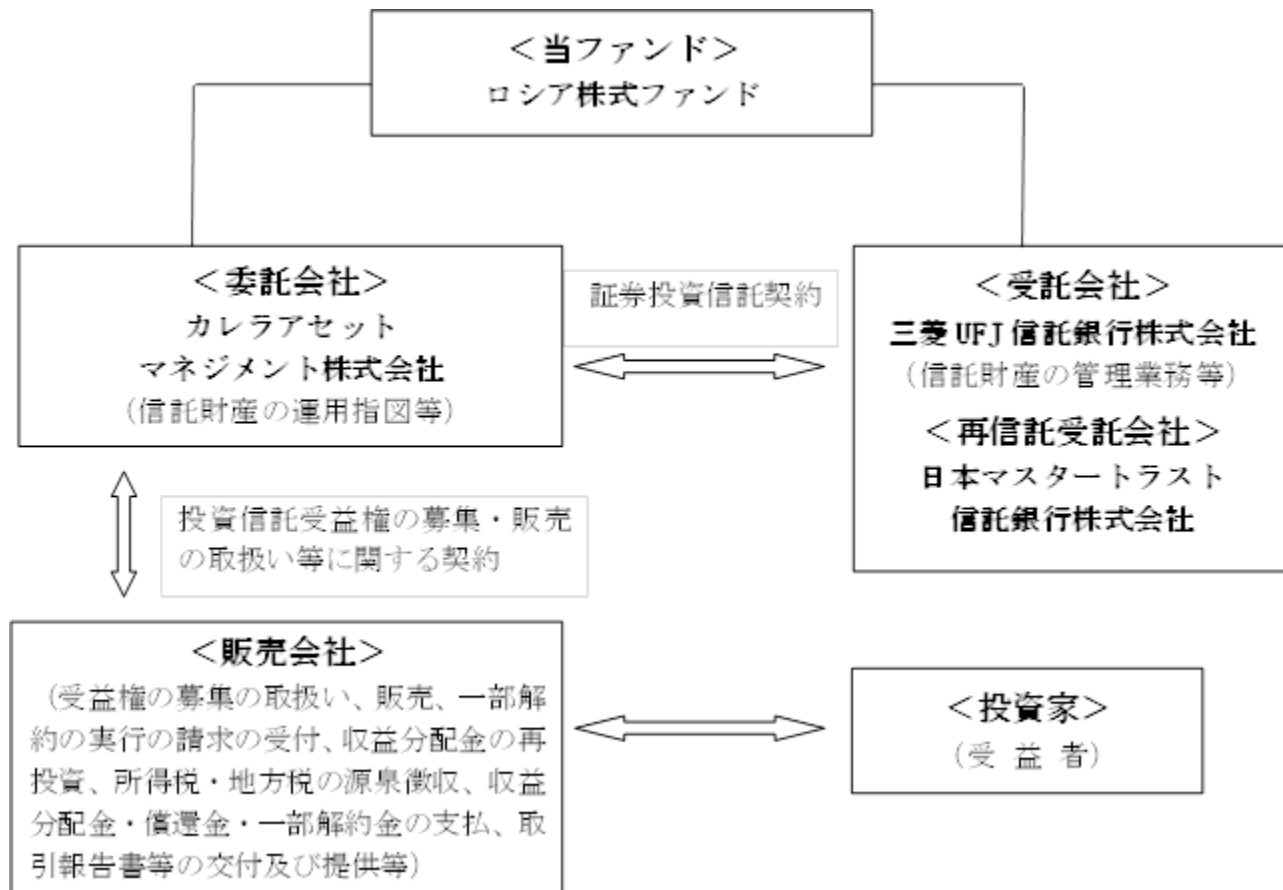 ＜当ファンド＞
ロシア株式ファンド
＜委託会社＞
カレラアセット
マネジメント株式会社
（信託財産の運用指図等）
証券投資信託契約
＜受託会社＞
三菱UFJ信託銀行株式会社
（信託財産の管理業務等）
＜再信託受託会社＞
日本マスタートラスト
信託銀行株式会社
投資信託受益権の募集・販売
の取扱い等に関する契約
＜販売会社＞
（受益権の募集の取扱い、販売、一部解
約の実行の請求の受付、収益分配金の再
投資、所得税・地方税の源泉徴収、収益
分配金・償還金・一部解約金の支払、取
引報告書等の交付及び提供等）
＜投資家＞
（受 益 者）